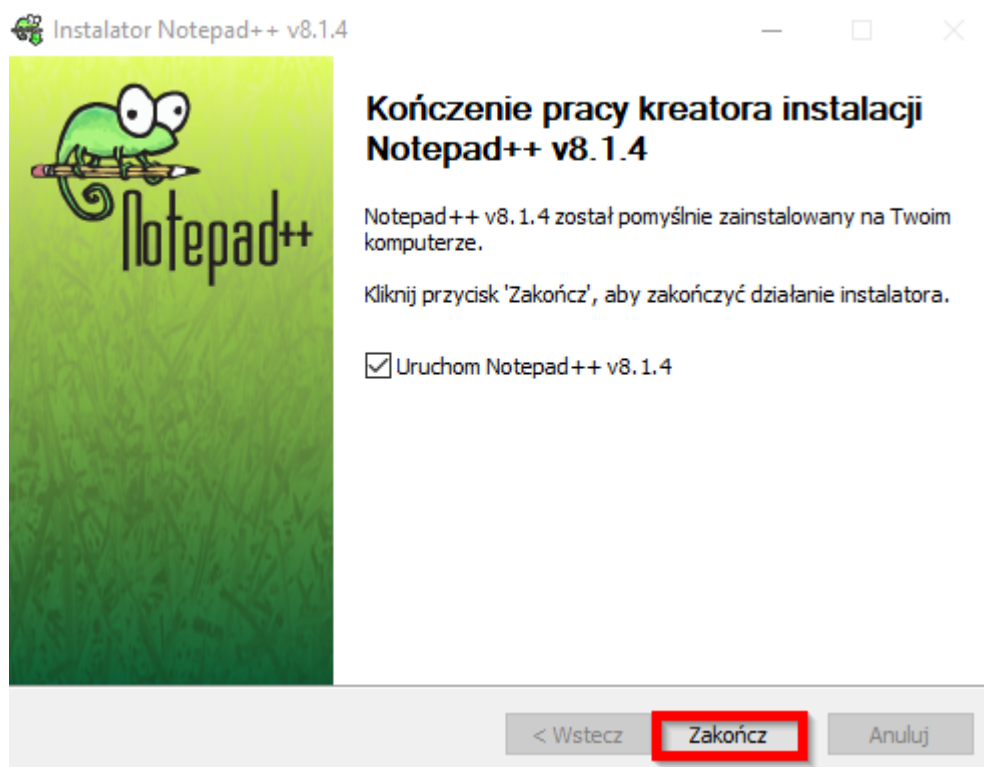 Instalator Notepad++ v8.1.4
Notepad++
Kończenie pracy kreatora instalacji
Notepad++ v8.1.4
Notepad++ v8.1.4 został pomyślnie zainstalowany na Twoim
komputerze.
Kliknij przycisk 'Zakończ', aby zakończyć działanie instalatora.
Uruchom Notepad++ v8.1.4
< Wstecz
Zakończ
Anuluj